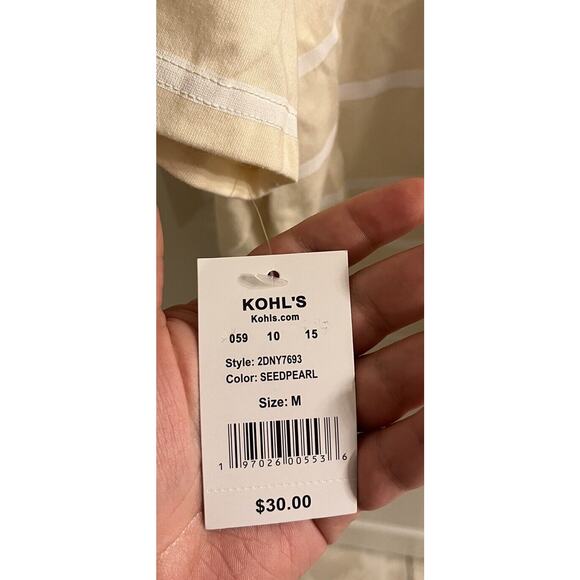 KOHL'S
Kohls.com
059 10 15
Style: 2DNY7693
Color: SEEDPEARL
Size: M
1 97026 00553 6
$30.00